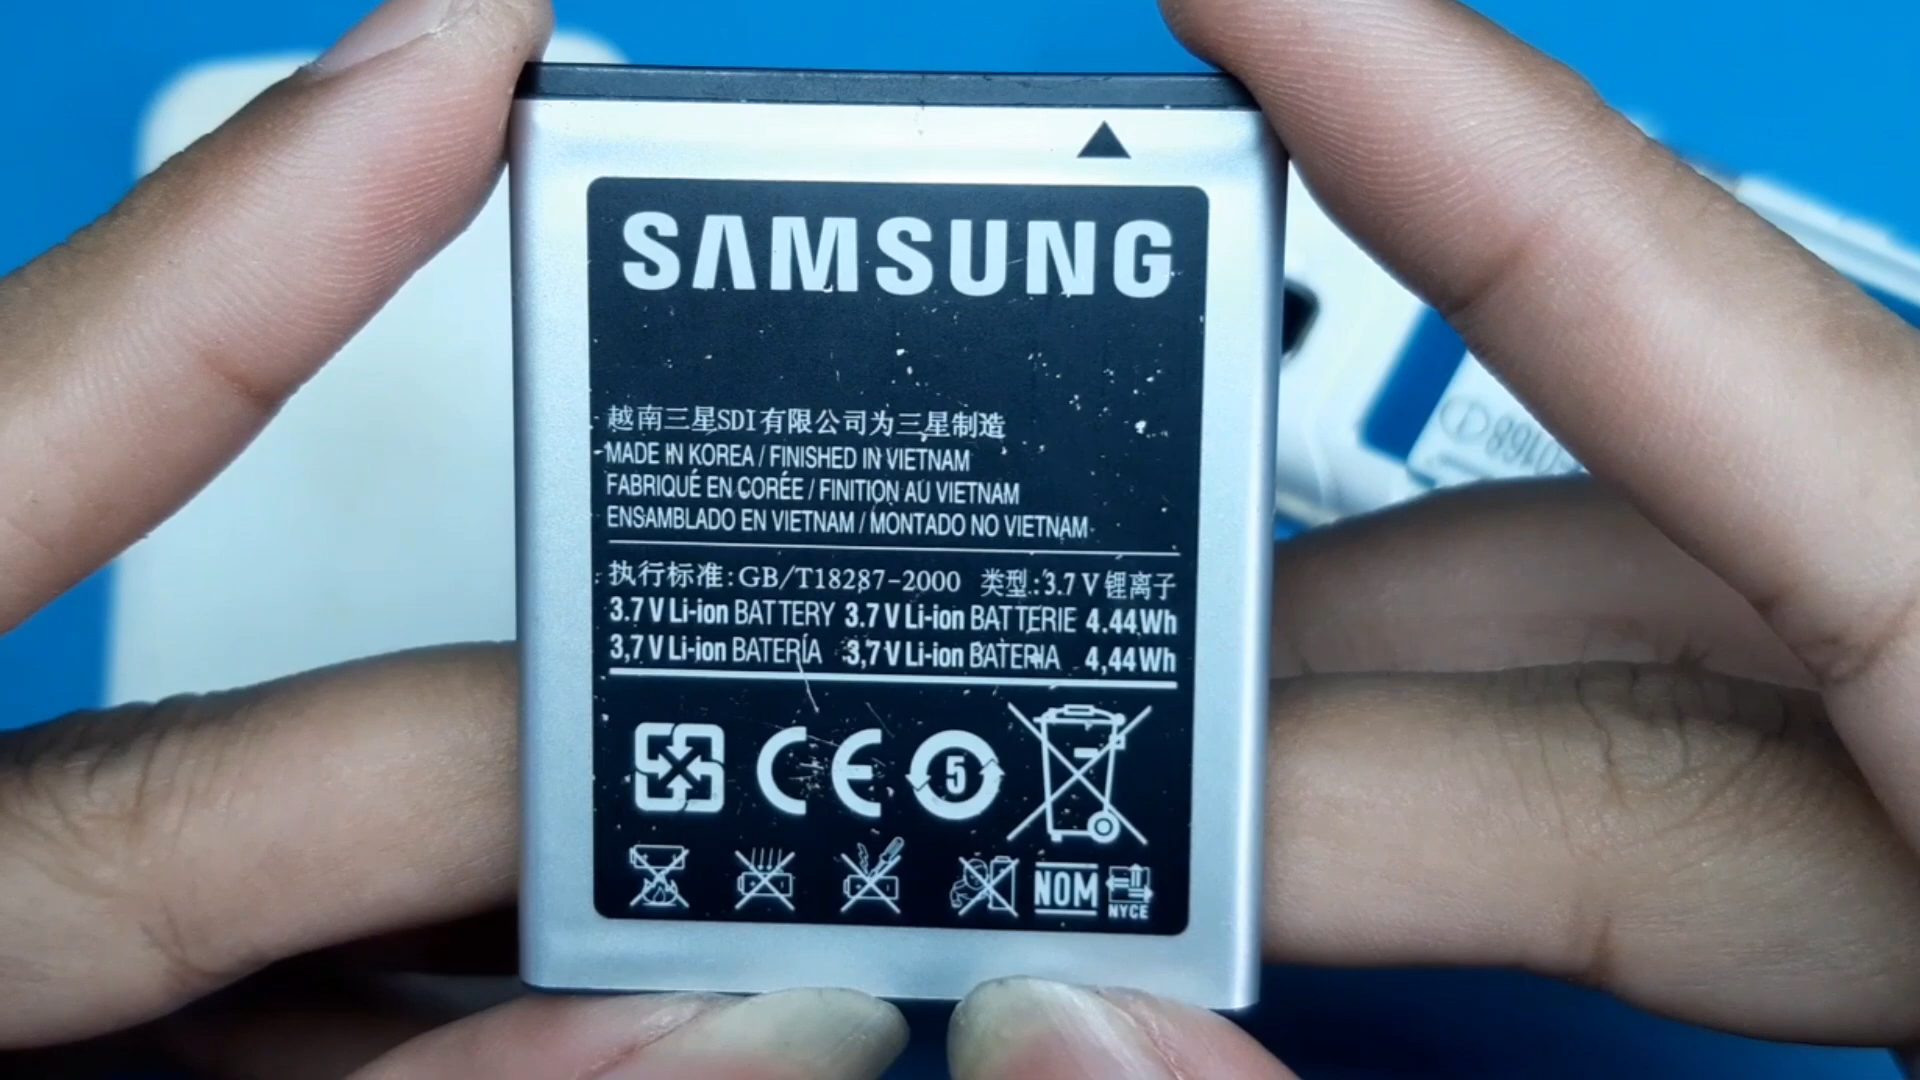 SAMSUNG
越南三星SDI有限公司为三星制造
MADE IN KOREA / FINISHED IN VIETNAM
FABRIQUÉ EN CORÉE / FINITION AU VIETNAM
ENSAMBLADO EN VIETNAM / MONTADO NO VIETNAM
执行标准:GB/T18287-2000 类型:3.7 V 锂离子
3.7 V Li-ion BATTERY 3.7 V Li-ion BATTERIE 4.44 Wh
3,7 V Li-ion BATERÍA 3,7 V Li-ion BATERIA 4,44 Wh
CE 5
NOM
NYCE
0168